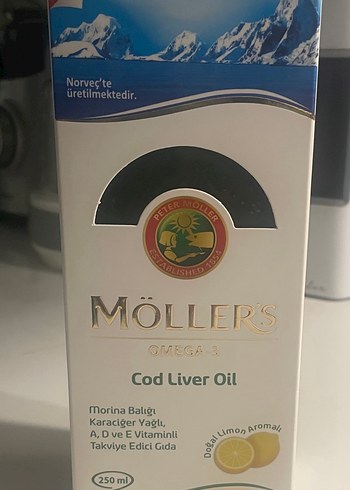 Norveç'te
üretilmektedir.
PETER MÖLLER
ESTABLISHED 1854
MÖLLER'S
OMEGA-3
Cod Liver Oil
Morina Balığı
Karaciğer Yağlı,
A, D ve E Vitaminli
Takviye Edici Gıda
Doğal Limon Aromalı
250 ml